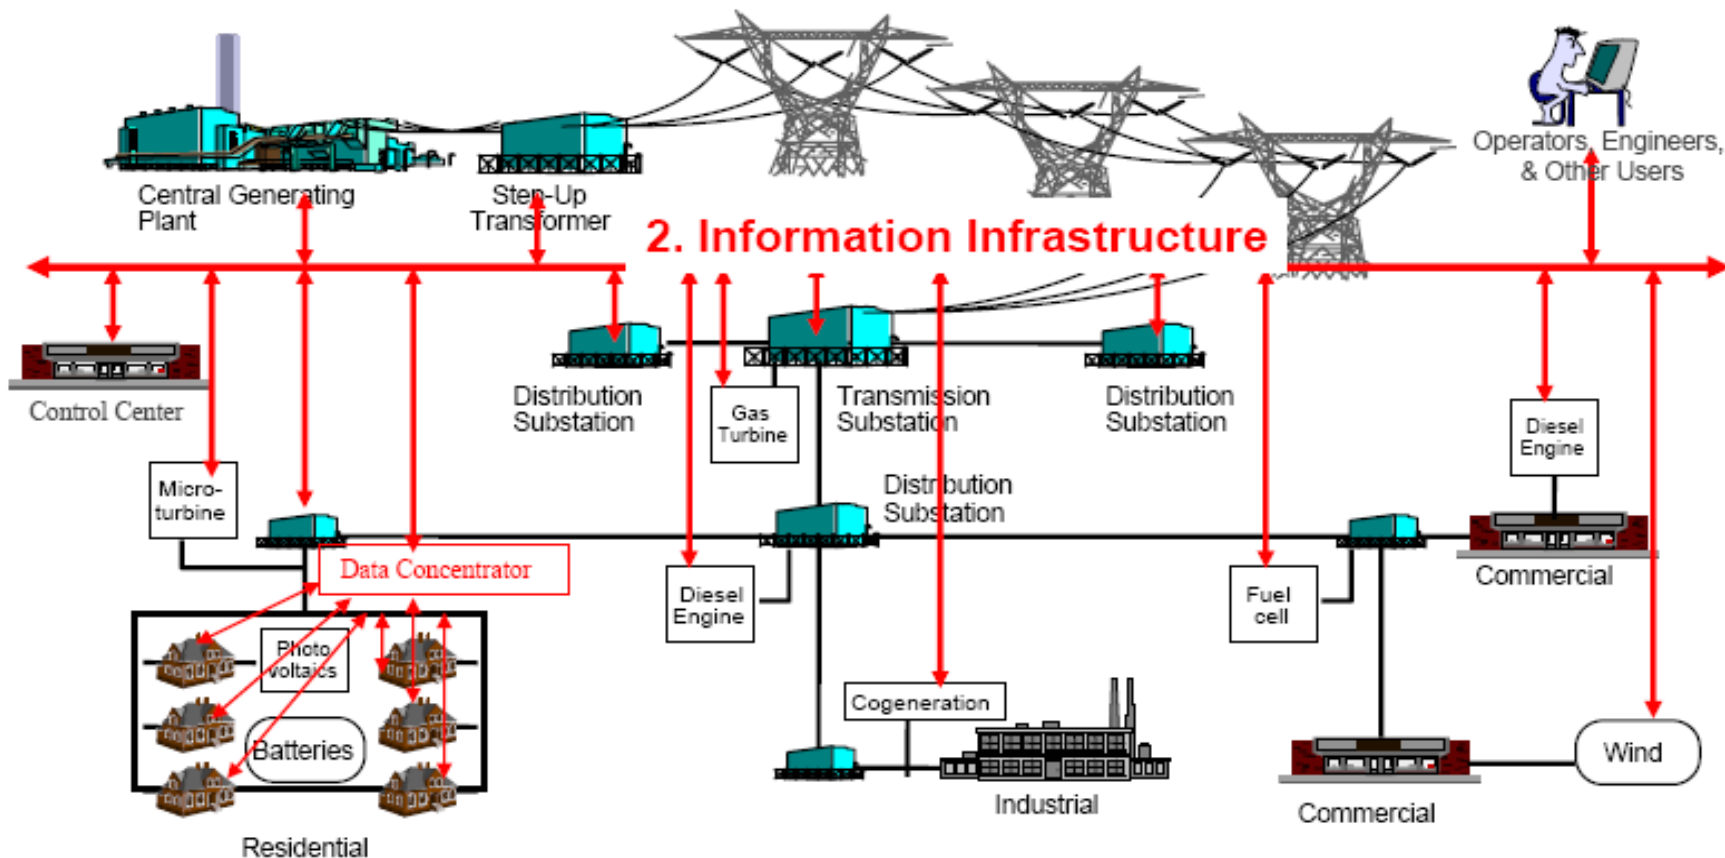 Operators, Engineers,
& Other Users
Central Generating
Plant
Step-Up
Transformer
2. Information Infrastructure
Control Center
Distribution
Substation
Gas
Turbine
Transmission
Substation
Distribution
Substation
Diesel
Engine
Micro-
turbine
Distribution
Substation
Data Concentrator
Diesel
Engine
Fuel
cell
Commercial
Photo
voltaics
Batteries
Cogeneration
Wind
Industrial
Commercial
Residential